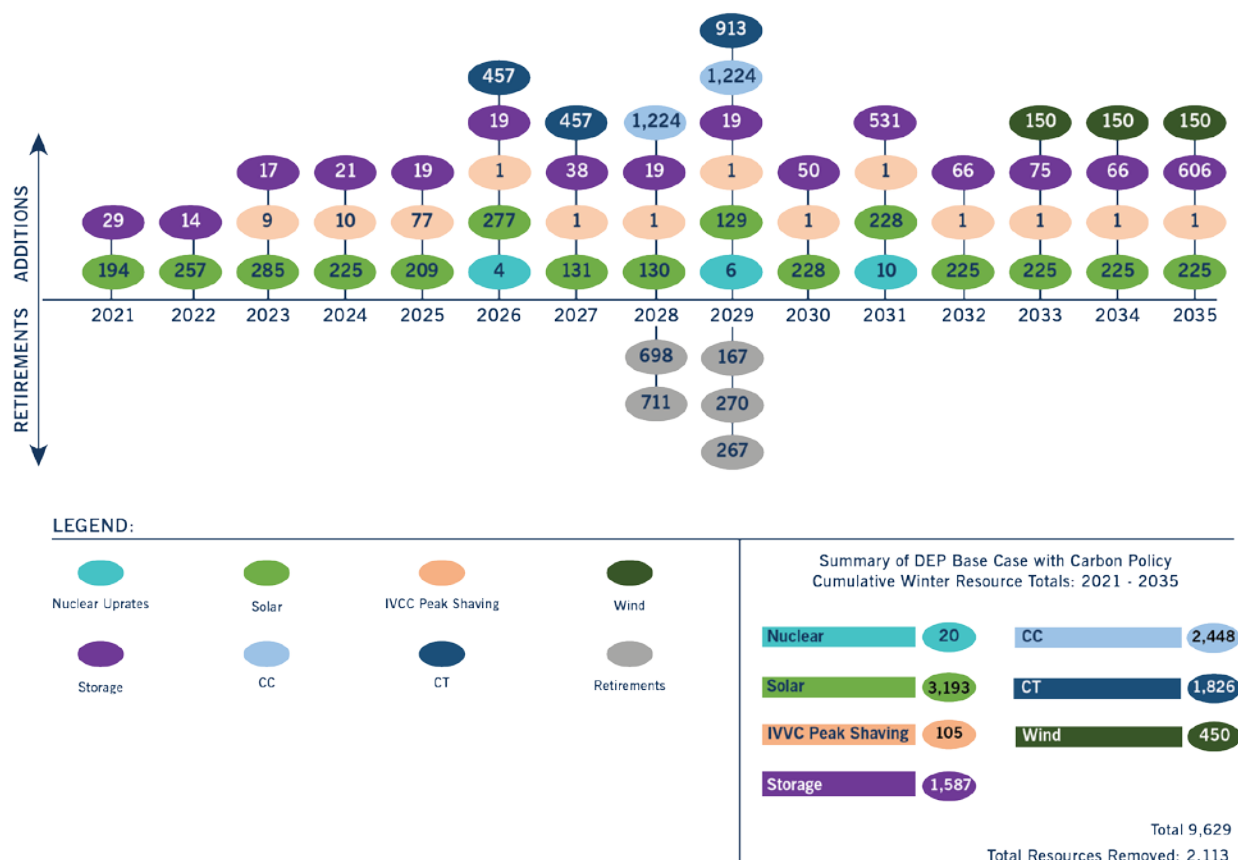 913
457 1,224
19 457 1,224 19 531 150 150 150
17 21 19 1 38 19 1 50 1 66 75 66 606
29 14 9 10 77 277 1 1 129 1 228 1 1 1 1
194 257 285 225 209 4 131 130 6 228 10 225 225 225 225
ADDITIONS
2021 2022 2023 2024 2025 2026 2027 2028 2029 2030 2031 2032 2033 2034 2035
RETIREMENTS
698 167
711 270
267
LEGEND:
Nuclear Uprates Solar IVCC Peak Shaving Wind
Storage CC CT Retirements
Summary of DEP Base Case with Carbon Policy
Cumulative Winter Resource Totals: 2021 - 2035
Nuclear 20 CC 2,448
Solar 3,193 CT 1,826
IVVC Peak Shaving 105 Wind 450
Storage 1,587
Total 9,629
Total Resources Removed: 2,113